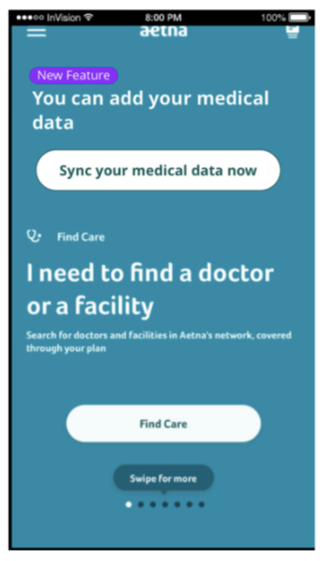 InVision 8:00 PM 100%
aetna
New Feature
You can add your medical
data
Sync your medical data now
Find Care
I need to find a doctor
or a facility
Search for doctors and facilities in Aetna's network, covered
through your plan
Find Care
Swipe for more